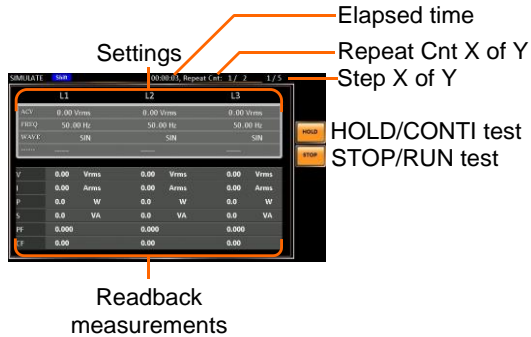 Elapsed time
Settings
Repeat Cnt X of Y
Step X of Y
SIMULATE Shift 00:00:03, Repeat Cnt: 1/ 2 1/5
L1 L2 L3
ACV 0.00 Vrms 0.00 Vrms 0.00 Vrms
FREQ 50.00 Hz 50.00 Hz 50.00 Hz
WAVE SIN SIN SIN
HOLD
HOLD/CONTI test
STOP
STOP/RUN test
V 0.00 Vrms 0.00 Vrms 0.00 Vrms
I 0.00 Arms 0.00 Arms 0.00 Arms
P 0.0 W 0.0 W 0.0 W
S 0.0 VA 0.0 VA 0.0 VA
PF 0.000 0.000 0.000
CF 0.00 0.00 0.00
Readback
measurements